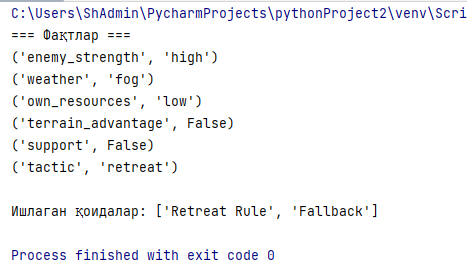 C:\Users\ShAdmin\PycharmProjects\pythonProject2\venv\Scri
=== Фактлар ===
('enemy_strength', 'high')
('weather', 'fog')
('own_resources', 'low')
('terrain_advantage', False)
('support', False)
('tactic', 'retreat')
Ишлаган қоидалар: ['Retreat Rule', 'Fallback']
Process finished with exit code 0